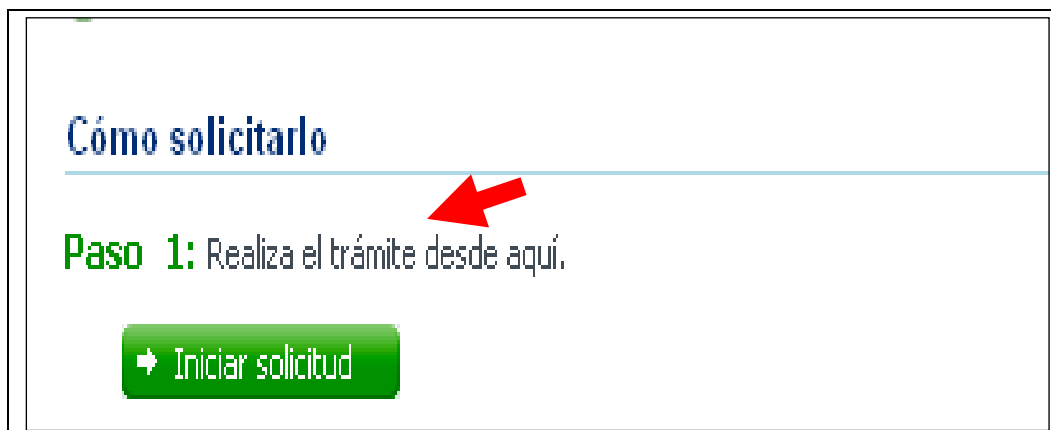 Cómo solicitarlo
Paso 1: Realiza el trámite desde aquí.
Iniciar solicitud